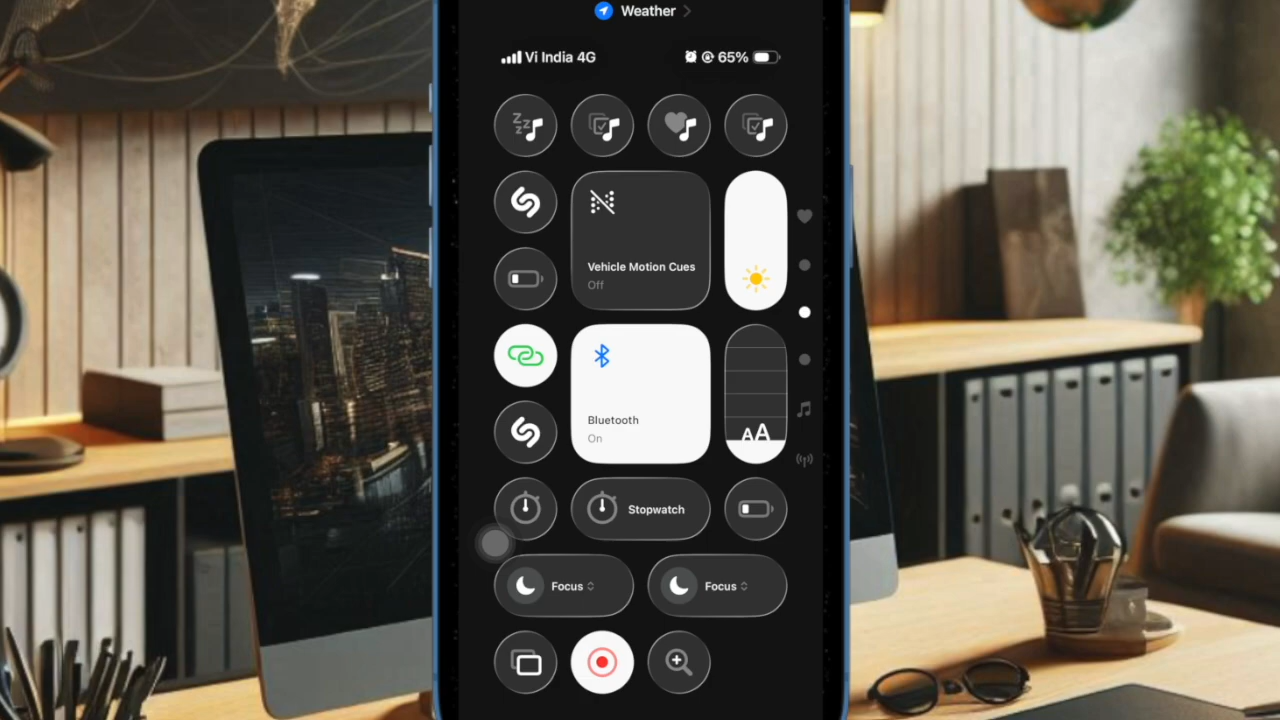 Weather
Vi India 4G 65%
Vehicle Motion Cues
Off
AA
Bluetooth
On
Stopwatch
Focus Focus